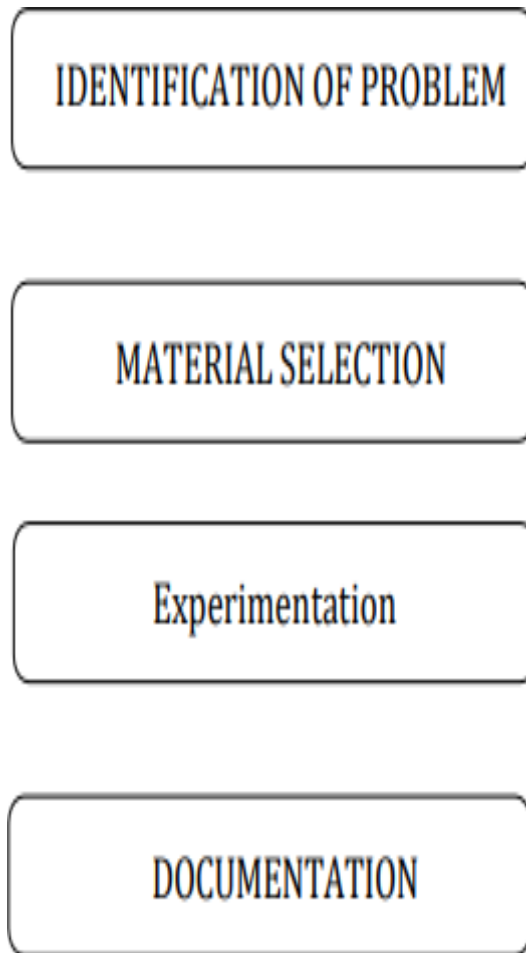 IDENTIFICATION OF PROBLEM
MATERIAL SELECTION
Experimentation
DOCUMENTATION